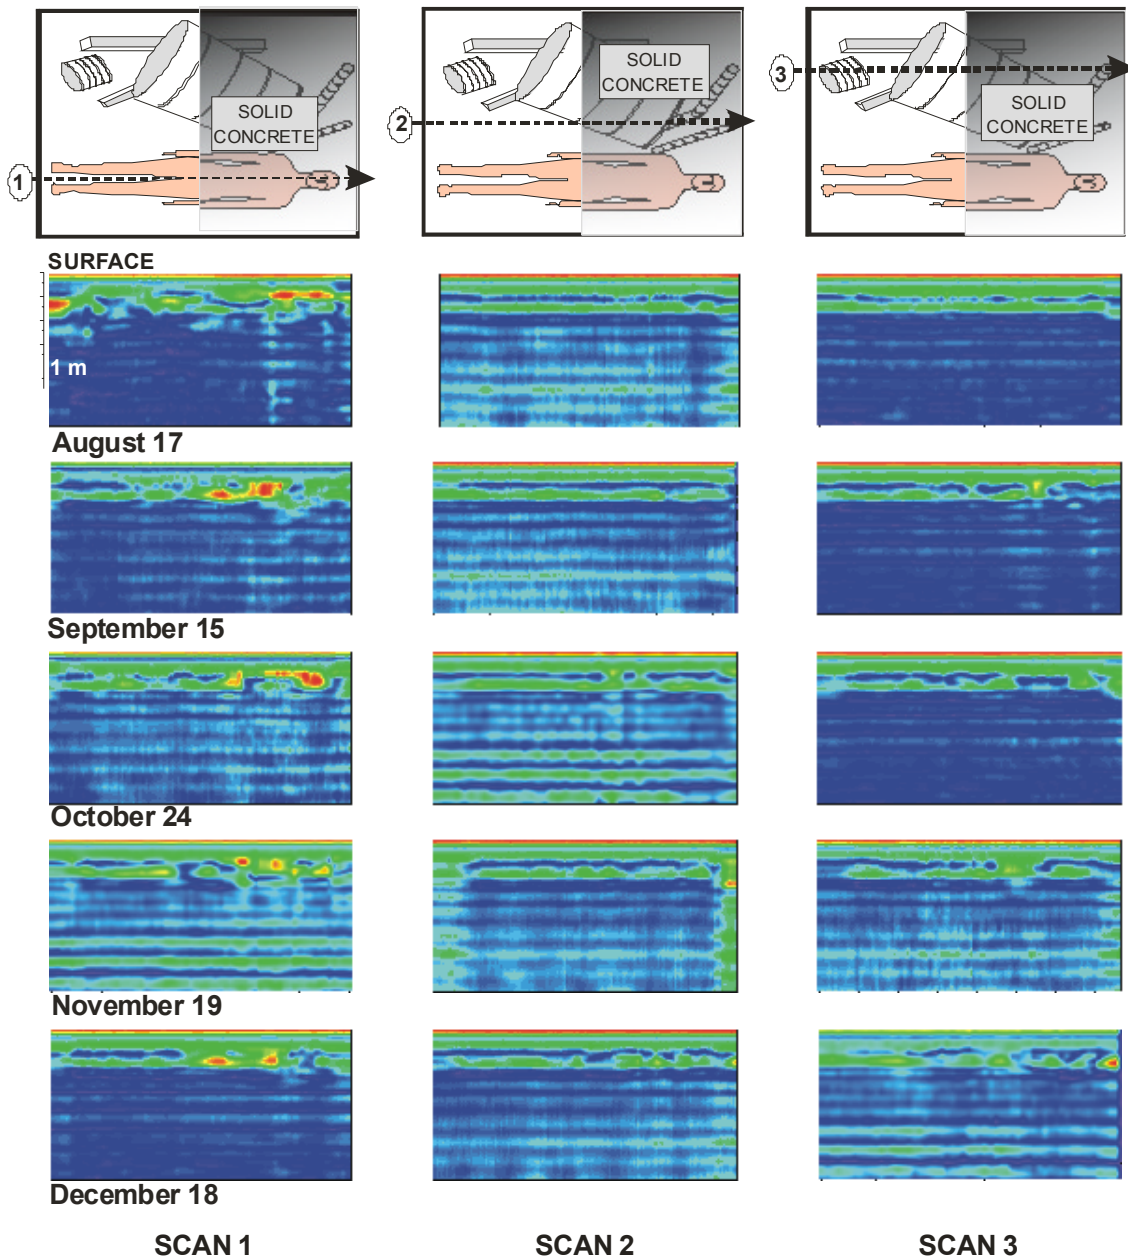 SOLID
CONCRETE
1
SOLID
CONCRETE
2
3
SOLID
CONCRETE
SURFACE
1 m
August 17
September 15
October 24
November 19
December 18
SCAN 1
SCAN 2
SCAN 3